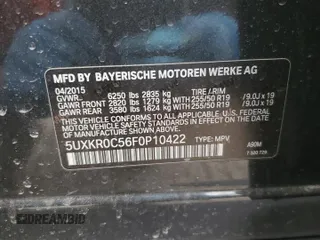 MFD BY BAYERISCHE MOTOREN WERKE AG
04/2015 TIRE / RIM
GVWR 6250 lbs 2835 kg
GAWR FRONT 2820 lbs 1279 kg WITH 255/50 R19 / 9.0J x 19
GAWR REAR 3580 lbs 1624 kg WITH 255/50 R19 / 9.0J x 19
THIS VEHICLE CONFORMS TO ALL APPLICABLE U.S. FEDERAL MOTOR VEHICLE
SAFETY STANDARDS IN EFFECT ON THE DATE OF MANUFACTURE SHOWN ABOVE.
5UXKR0C56F0P10422 TYPE: MPV
A90M
AUTOBIDMASTER